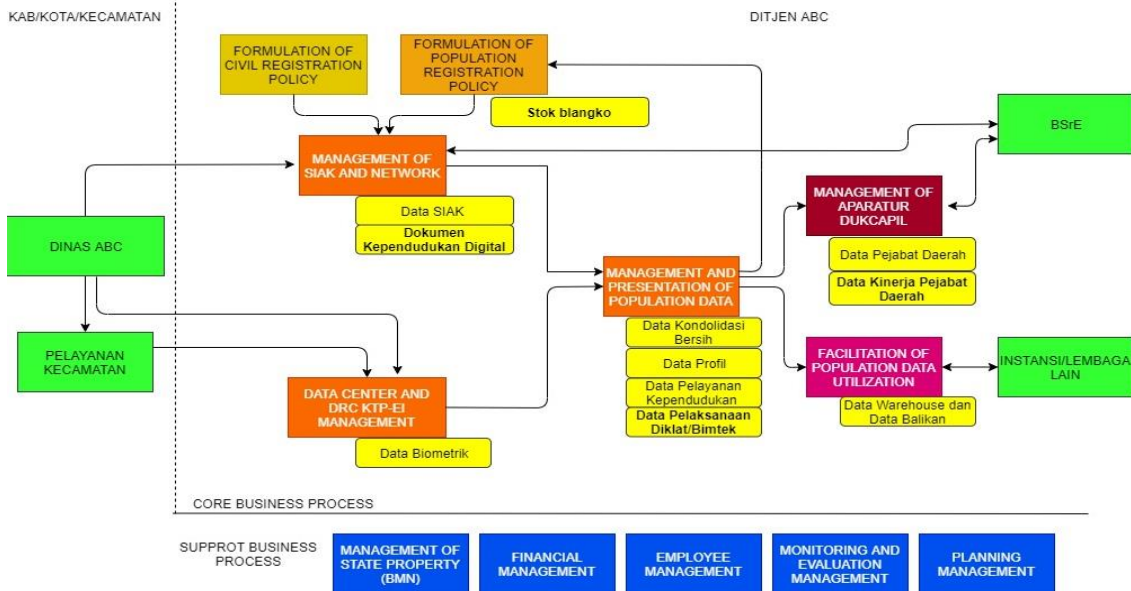 KAB/KOTA/KECAMATAN
DITJEN ABC
FORMULATION OF
CIVIL REGISTRATION
POLICY
FORMULATION OF
POPULATION
REGISTRATION
POLICY
Stok blangko
BSrE
MANAGEMENT OF
SIAK AND NETWORK
Data SIAK
Dokumen
Kependudukan Digital
MANAGEMENT OF
APARATUR
DUKCAPIL
Data Pejabat Daerah
Data Kinerja Pejabat
Daerah
DINAS ABC
MANAGEMENT AND
PRESENTATION OF
POPULATION DATA
Data Kondolidasi
Bersih
Data Profil
Data Pelayanan
Kependudukan
Data Pelaksanaan
Diklat/Bimtek
PELAYANAN
KECAMATAN
FACILITATION OF
POPULATION DATA
UTILIZATION
Data Warehouse dan
Data Balikan
INSTANSI/LEMBAGA
LAIN
DATA CENTER AND
DRC KTP-El
MANAGEMENT
Data Biometrik
CORE BUSINESS PROCESS
SUPPROT BUSINESS
PROCESS
MANAGEMENT OF
STATE PROPERTY
(BMN)
FINANCIAL
MANAGEMENT
EMPLOYEE
MANAGEMENT
MONITORING AND
EVALUATION
MANAGEMENT
PLANNING
MANAGEMENT